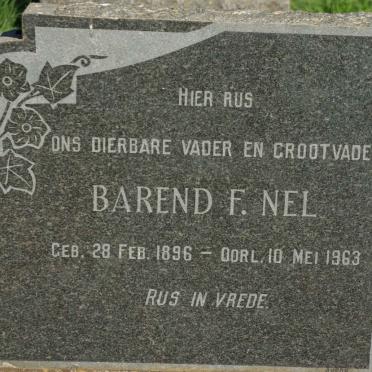 HIER RUS
ONS DIERBARE VADER EN GROOTVADE
BAREND F. NEL
GEB. 28 FEB. 1896 – OORL. 10 MEI 1963
RUS IN VREDE.